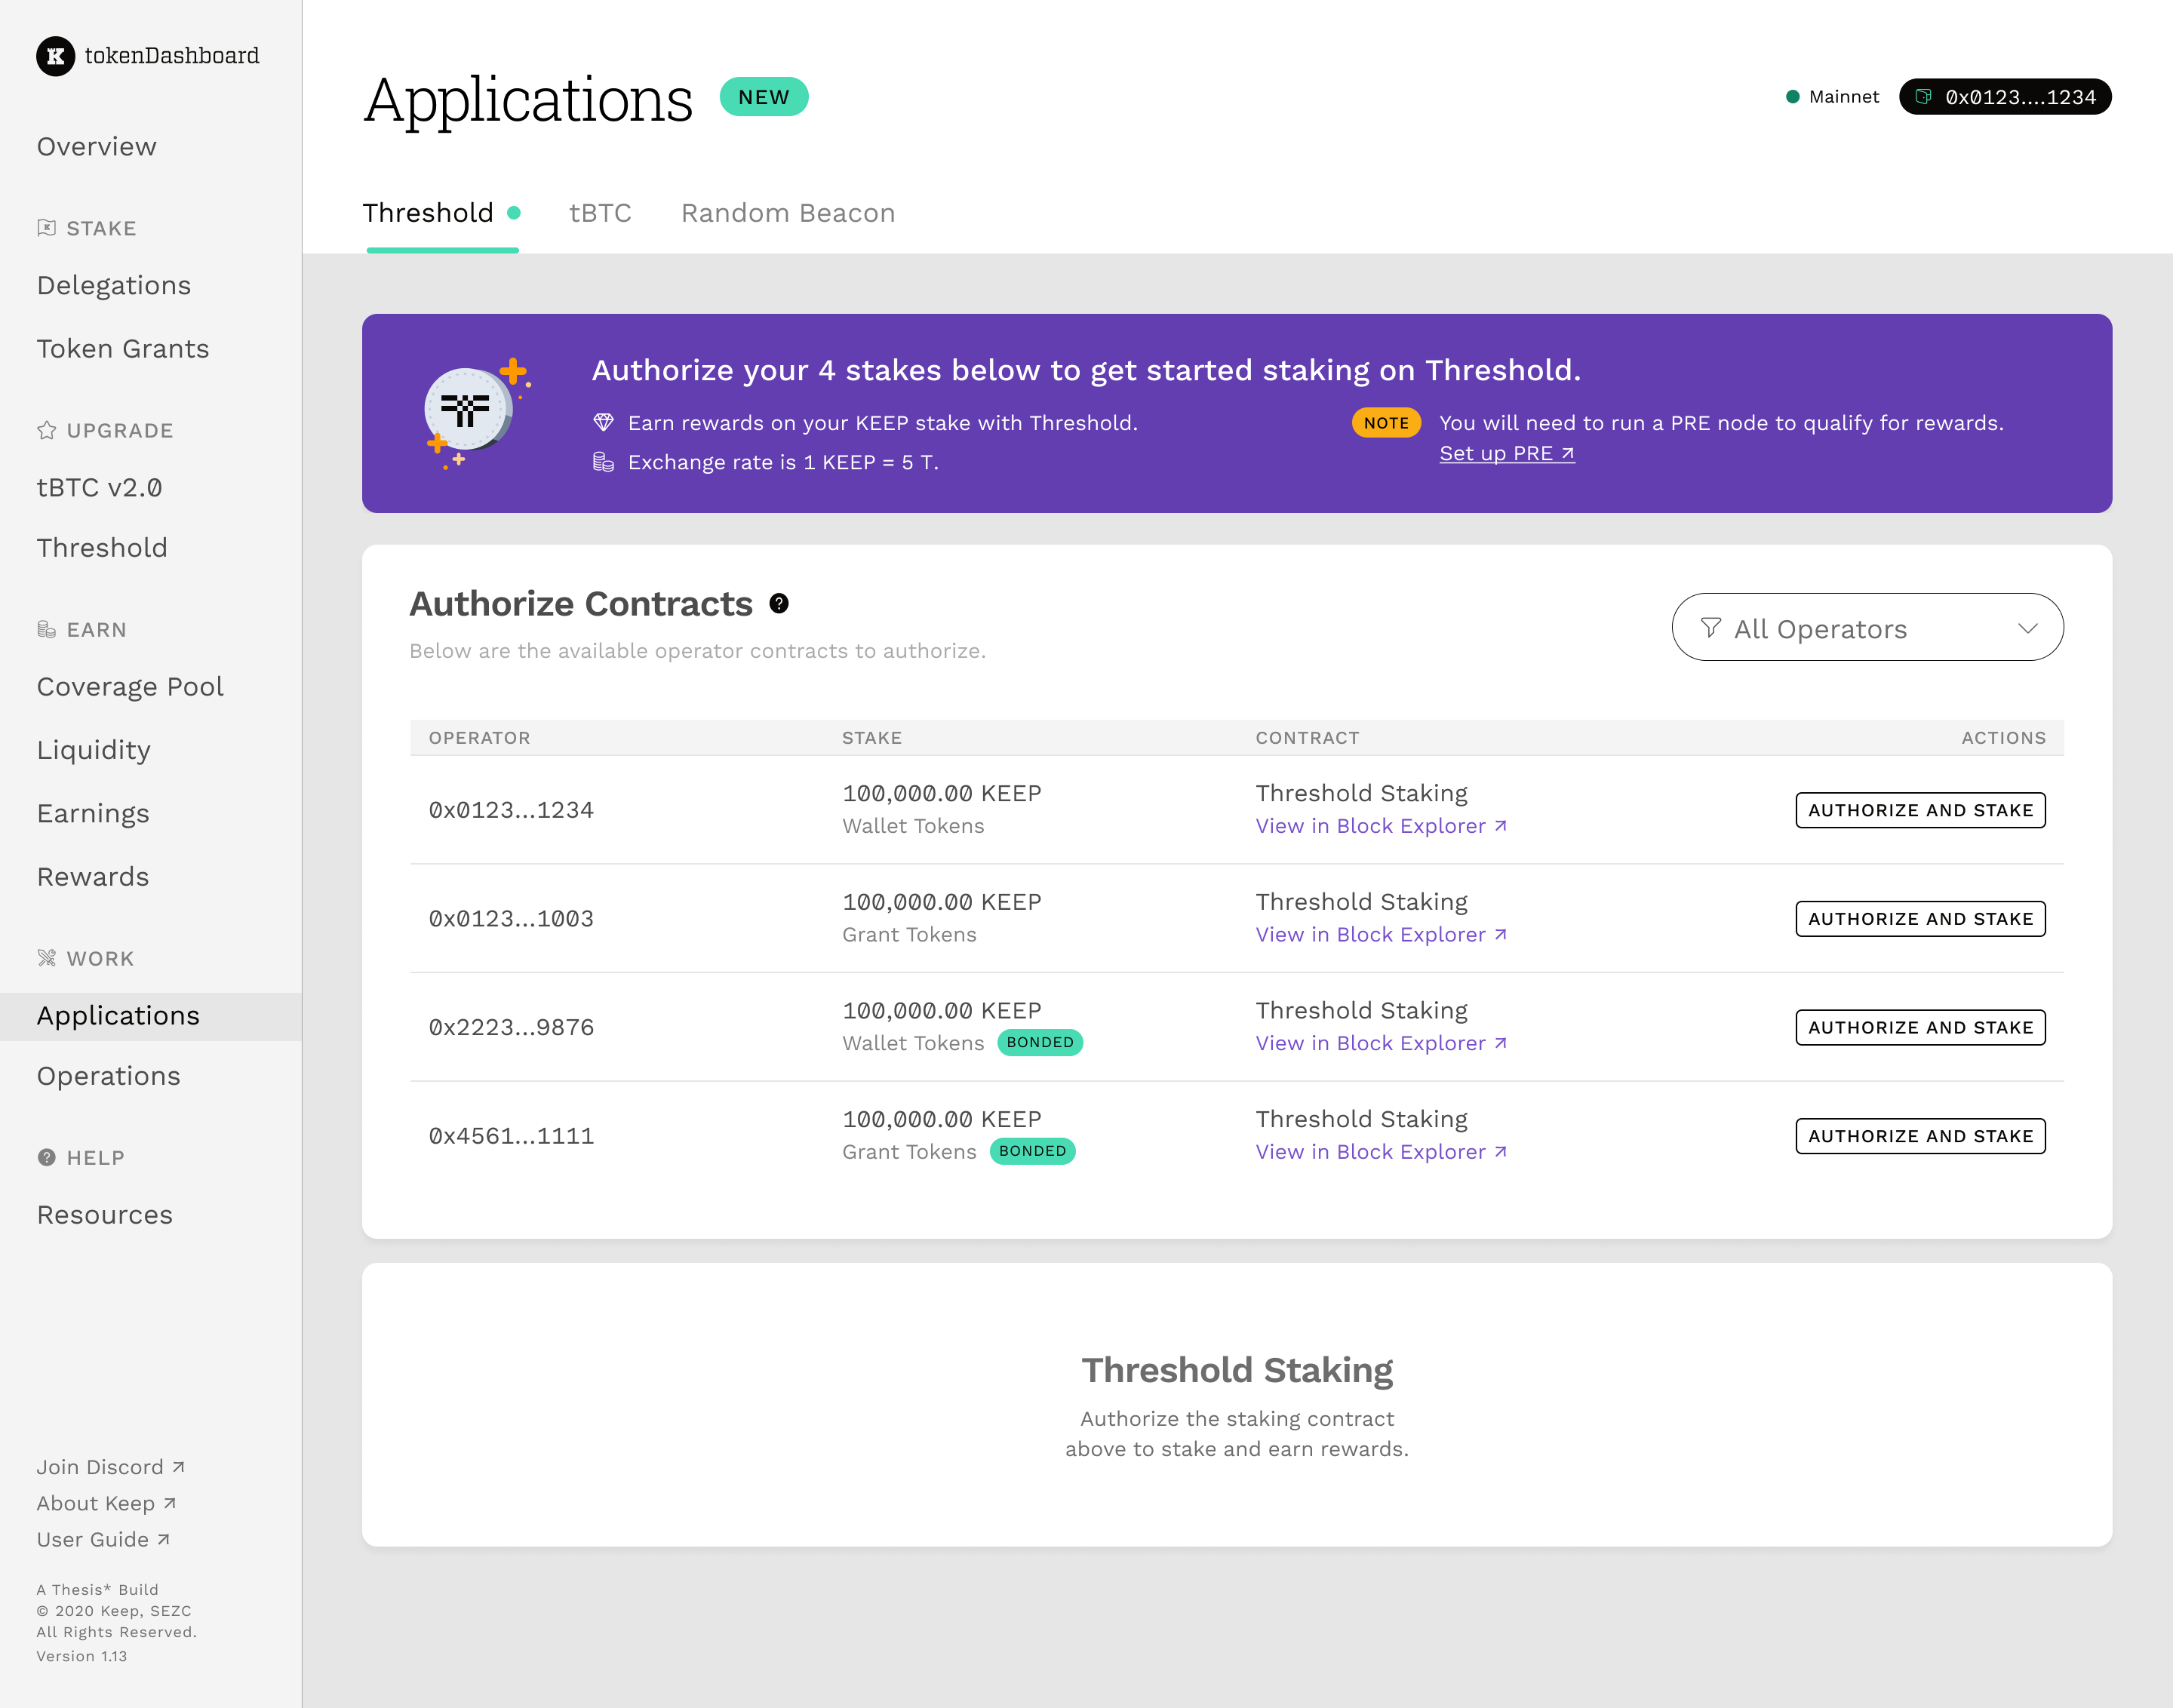 K tokenDashboard
Overview
STAKE
Delegations
Token Grants
UPGRADE
tBTC v2.0
Threshold
EARN
Coverage Pool
Liquidity
Earnings
Rewards
WORK
Applications
Operations
? HELP
Resources
Join Discord ↗
About Keep ↗
User Guide ↗
A Thesis* Build
© 2020 Keep, SEZC
All Rights Reserved.
Version 1.13
Applications NEW
Mainnet 0x0123....1234
Threshold tBTC Random Beacon
Authorize your 4 stakes below to get started staking on Threshold.
Earn rewards on your KEEP stake with Threshold.
Exchange rate is 1 KEEP = 5 T.
NOTE You will need to run a PRE node to qualify for rewards.
Set up PRE ↗
Authorize Contracts ?
Below are the available operator contracts to authorize.
All Operators
OPERATOR STAKE CONTRACT ACTIONS
0x0123...1234
100,000.00 KEEP
Wallet Tokens
Threshold Staking
View in Block Explorer ↗
AUTHORIZE AND STAKE
0x0123...1003
100,000.00 KEEP
Grant Tokens
Threshold Staking
View in Block Explorer ↗
AUTHORIZE AND STAKE
0x2223...9876
100,000.00 KEEP
Wallet Tokens BONDED
Threshold Staking
View in Block Explorer ↗
AUTHORIZE AND STAKE
0x4561...1111
100,000.00 KEEP
Grant Tokens BONDED
Threshold Staking
View in Block Explorer ↗
AUTHORIZE AND STAKE
Threshold Staking
Authorize the staking contract
above to stake and earn rewards.